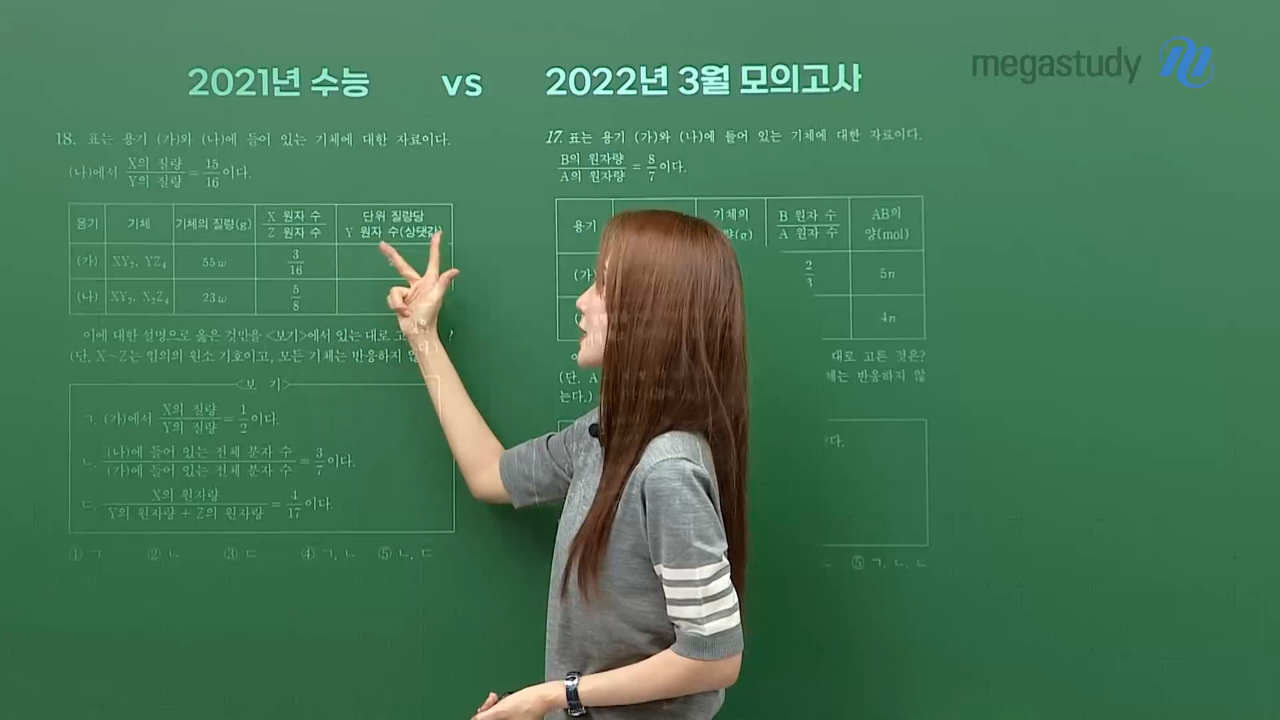 megastudy
2021년 수능 vs 2022년 3월 모의고사
18. 표는 용기 (가)와 (나)에 들어 있는 기체에 대한 자료이다.
(나)에서 X의 질량/Y의 질량 = 15/16 이다.
용기 기체 기체의 질량(g) X 원자 수/Z 원자 수 단위 질량당 Y 원자 수(상댓값)
(가) XY₂, YZ₄ 55w 3/16
(나) XY₂, X₂Z₄ 23w 5/8
이에 대한 설명으로 옳은 것만을 <보기>에서 있는 대로 ?
(단, X~Z는 임의의 원소 기호이고, 모든 기체는 반응하지 다.)
<보 기>
ㄱ. (가)에서 X의 질량/Y의 질량 = 1/2 이다.
ㄴ. (나)에 들어 있는 전체 분자 수/(가)에 들어 있는 전체 분자 수 = 3/7 이다.
ㄷ. X의 원자량/Y의 원자량 + Z의 원자량 = 4/17 이다.
① ㄱ ② ㄴ ③ ㄷ ④ ㄱ, ㄴ ⑤ ㄴ, ㄷ
17. 표는 용기 (가)와 (나)에 들어 있는 기체에 대한 자료이다.
B의 원자량/A의 원자량 = 8/7 이다.
용기 기체의 량(g) B 원자 수/A 원자 수 AB의 양(mol)
(가) 2/3 5n
4n
대로 고른 것은?
(단, A 체는 반응하지 않
는다.)
다.
⑤ ㄱ, ㄴ, ㄷ